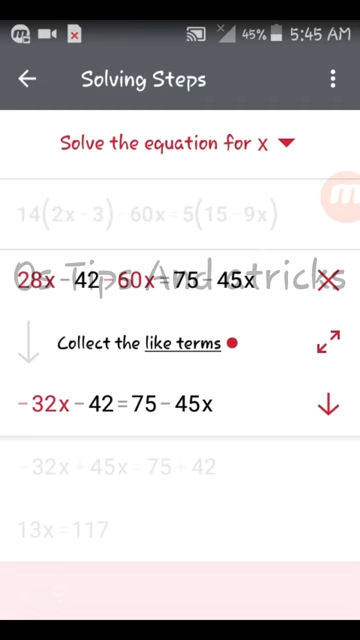 45% 5:45 AM
Solving Steps
Solve the equation for x
14(2x-3)-60x=5(15-9x)
28x-42-60x=75-45x
Os Tips And atricks
Collect the like terms
-32x-42=75-45x
-32x+45x=75+42
13x=117